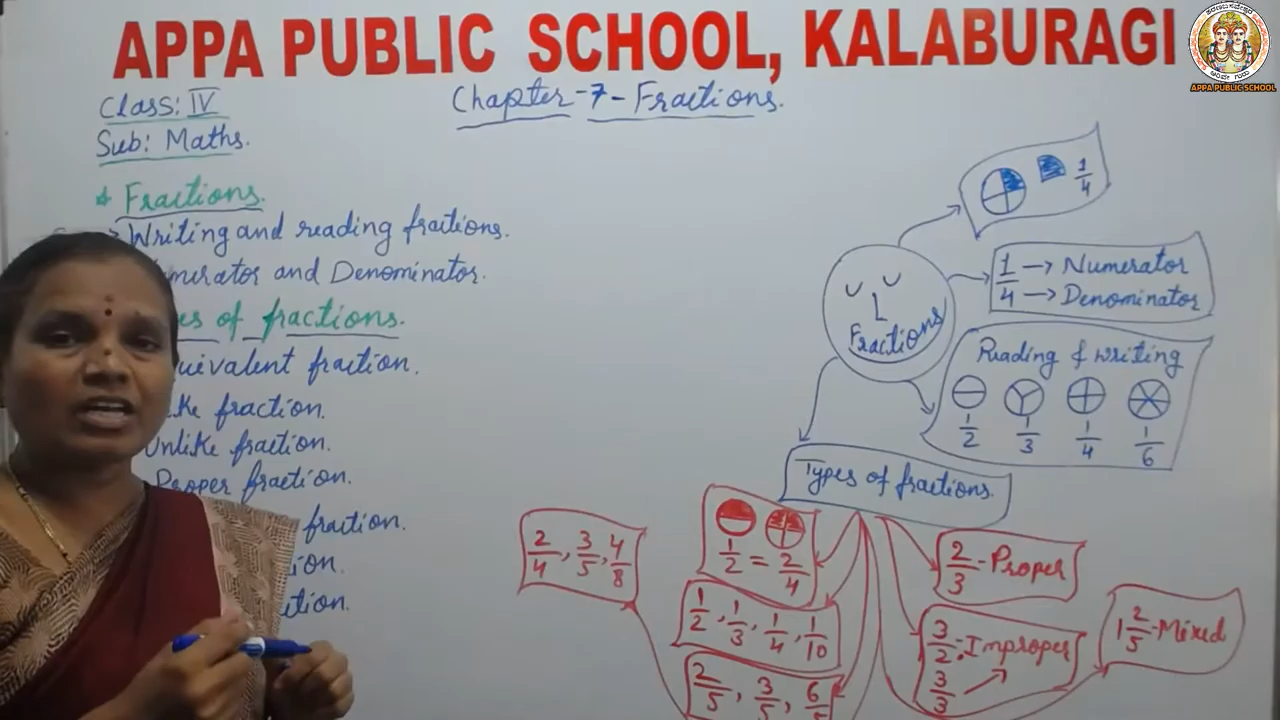 APPA PUBLIC SCHOOL, KALABURAGI
APPA PUBLIC SCHOOL
Class: IV
Chapter-7-Fractions.
Sub: Maths.
Fractions.
Writing and reading fractions.
and Denominator.
of fractions.
fraction.
fraction.
Unlike fraction.
Proper fraction.
fraction.
1/4
Fractions
1/4 → Numerator
→ Denominator
Reading & writing
1/2 1/3 1/4 1/6
Types of fractions.
2/4, 3/5, 4/8
1/2 = 2/4
1/2, 1/3, 1/4, 1/10
2/5, 3/5,
2/3-Proper
3/2-Improper
3/3
1 2/5-Mixed